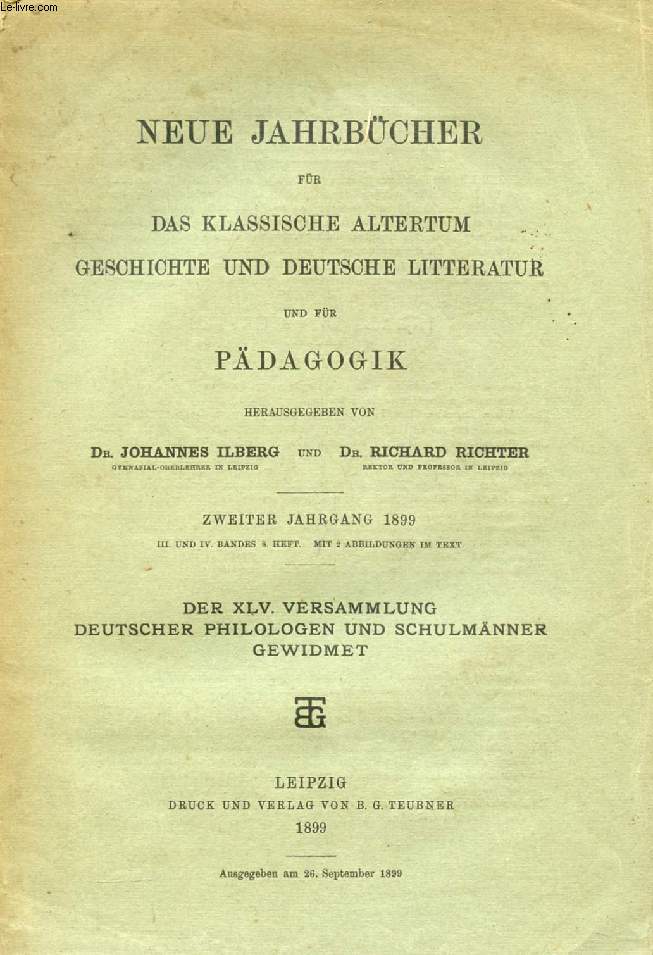 Le-livre.com
NEUE JAHRBÜCHER
FÜR
DAS KLASSISCHE ALTERTUM
GESCHICHTE UND DEUTSCHE LITTERATUR
UND FÜR
PÄDAGOGIK
HERAUSGEGEBEN VON
DR. JOHANNES ILBERG UND DR. RICHARD RICHTER
GYMNASIAL-OBERLEHRER IN LEIPZIG REKTOR UND PROFESSOR IN LEIPZIG
ZWEITER JAHRGANG 1899
III. UND IV. BANDES HEFT. MIT 2 ABBILDUNGEN IM TEXT
DER XLV. VERSAMMLUNG
DEUTSCHER PHILOLOGEN UND SCHULMÄNNER
GEWIDMET
BTG
LEIPZIG
DRUCK UND VERLAG VON B. G. TEUBNER
1899
Ausgegeben am 26. September 1899